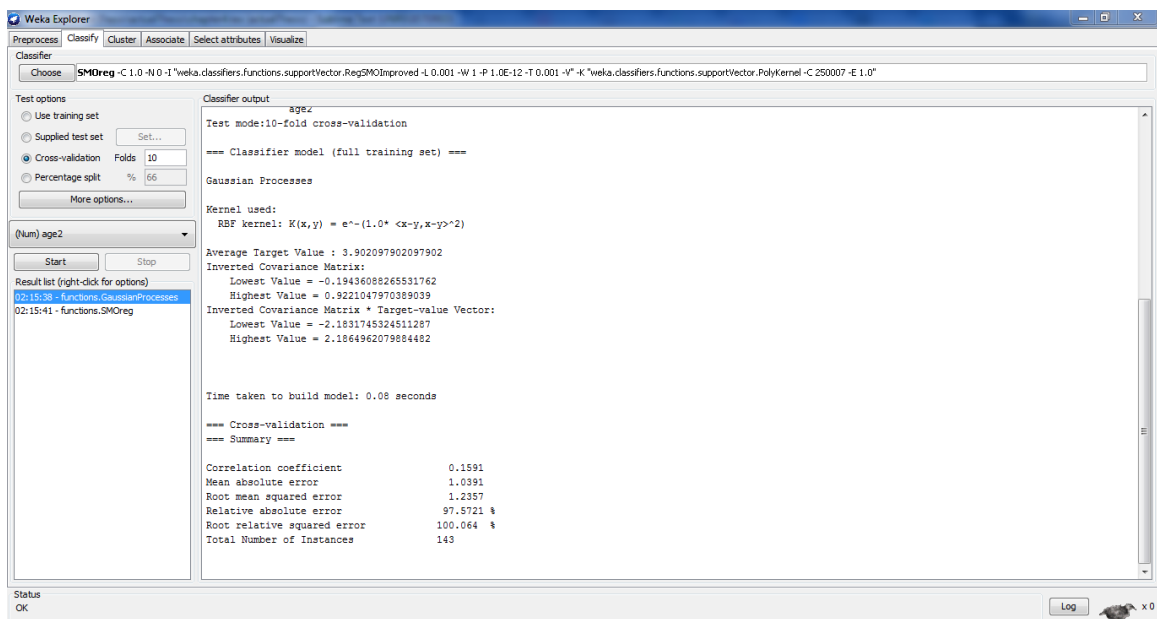 Weka Explorer
Preprocess Classify Cluster Associate Select attributes Visualize
Classifier
Choose SMOreg -C 1.0 -N 0 -I "weka.classifiers.functions.supportVector.RegSMOImproved -L 0.001 -W 1 -P 1.0E-12 -T 0.001 -V" -K "weka.classifiers.functions.supportVector.PolyKernel -C 250007 -E 1.0"
Test options
Use training set
Supplied test set Set...
Cross-validation Folds 10
Percentage split % 66
More options...
(Num) age2
Start Stop
Result list (right-click for options)
02:15:38 - functions.GaussianProcesses
02:15:41 - functions.SMOreg
Classifier output
age2
Test mode:10-fold cross-validation
=== Classifier model (full training set) ===
Gaussian Processes
Kernel used:
RBF kernel: K(x,y) = e^-(1.0* <x-y,x-y>^2)
Average Target Value : 3.902097902097902
Inverted Covariance Matrix:
Lowest Value = -0.19436088265531762
Highest Value = 0.9221047970389039
Inverted Covariance Matrix * Target-value Vector:
Lowest Value = -2.1831745324511287
Highest Value = 2.1864962079884482
Time taken to build model: 0.08 seconds
=== Cross-validation ===
=== Summary ===
Correlation coefficient 0.1591
Mean absolute error 1.0391
Root mean squared error 1.2357
Relative absolute error 97.5721 %
Root relative squared error 100.064 %
Total Number of Instances 143
Status
OK
Log x 0